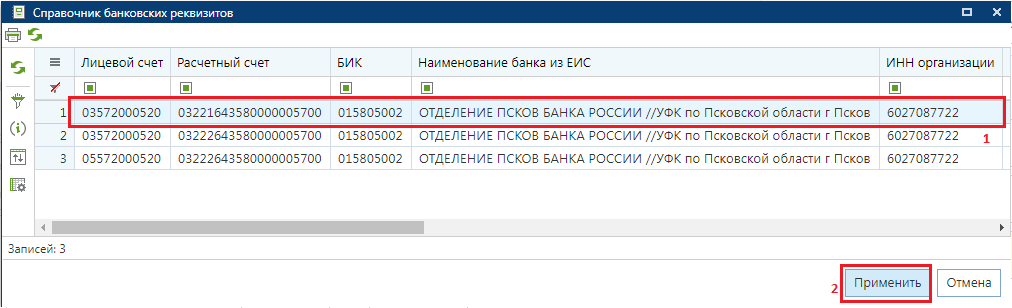 Справочник банковских реквизитов
Лицевой счет Расчетный счет БИК Наименование банка из ЕИС ИНН организации
1 03572000520 03221643580000005700 015805002 ОТДЕЛЕНИЕ ПСКОВ БАНКА РОССИИ //УФК по Псковской области г Псков 6027087722
1
2 03572000520 03222643580000005700 015805002 ОТДЕЛЕНИЕ ПСКОВ БАНКА РОССИИ //УФК по Псковской области г Псков 6027087722
3 05572000520 03222643580000005700 015805002 ОТДЕЛЕНИЕ ПСКОВ БАНКА РОССИИ //УФК по Псковской области г Псков 6027087722
Записей: 3
2 Применить Отмена